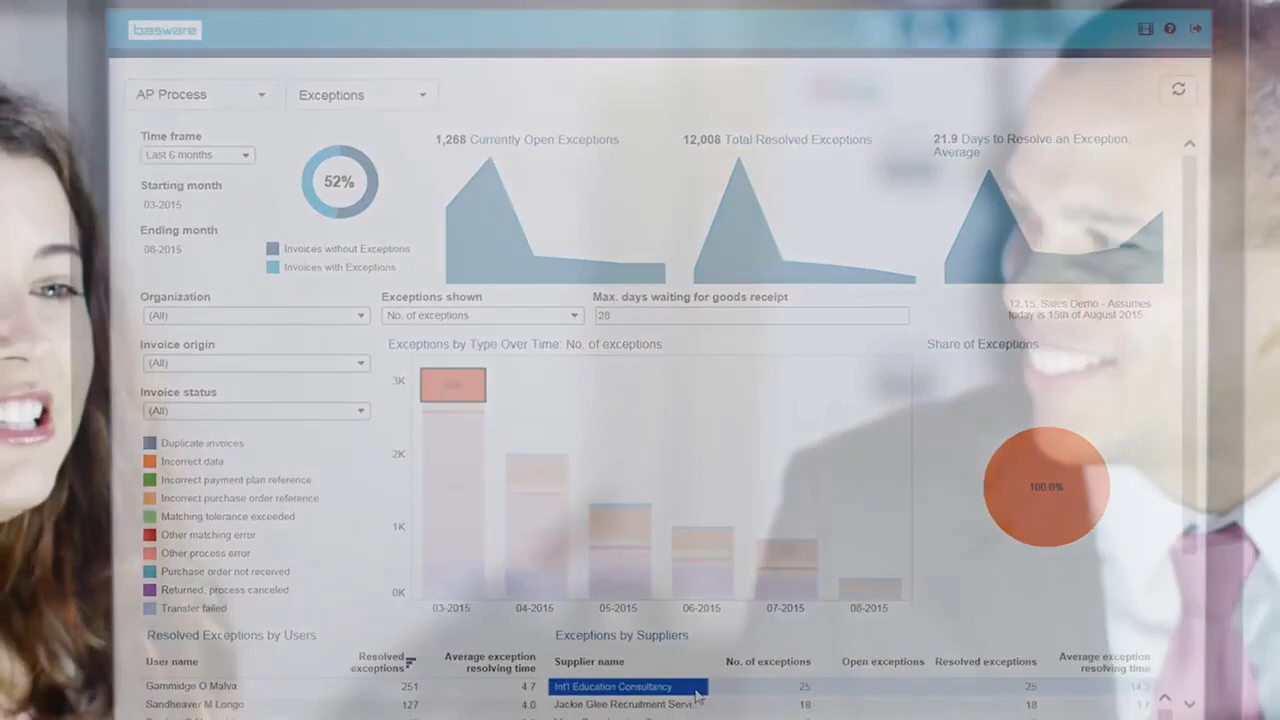 basware
AP Process
Exceptions
Time frame
Last 6 months
Starting month
03-2015
Ending month
08-2015
52%
Invoices without Exceptions
Invoices with Exceptions
1,268 Currently Open Exceptions
12,008 Total Resolved Exceptions
21.9 Days to Resolve an Exception,
Average
12.15, Sales Demo - Assumes
today is 15th of August 2015
Organization
(All)
Exceptions shown
No. of exceptions
Max. days waiting for goods receipt
28
Invoice origin
(All)
Invoice status
(All)
Duplicate invoices
Incorrect data
Incorrect payment plan reference
Incorrect purchase order reference
Matching tolerance exceeded
Other matching error
Other process error
Purchase order not received
Returned, process canceled
Transfer failed
Exceptions by Type Over Time: No. of exceptions
3K
2K
1K
0K
03-2015
04-2015
05-2015
06-2015
07-2015
08-2015
Share of Exceptions
100.0%
Resolved Exceptions by Users
User name
Resolved
exceptions
Average exception
resolving time
Gammidge O Malva
251
4.7
Sandheaver M Longo
127
4.0
Exceptions by Suppliers
Supplier name
No. of exceptions
Open exceptions
Resolved exceptions
Average exception
resolving time
Int'l Education Consultancy
25
25
Jackie Glee Recruitment Servi..
18
18